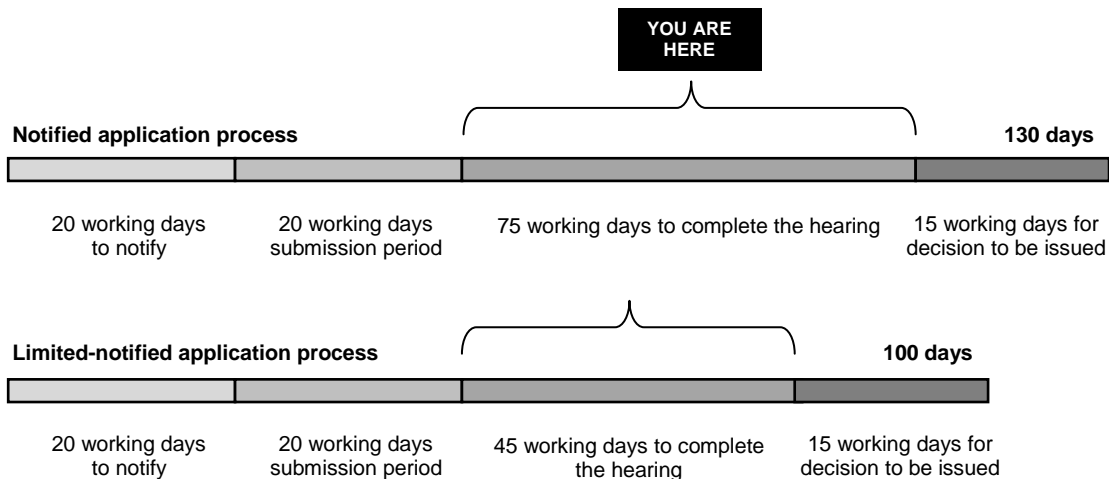 YOU ARE
HERE
Notified application process
130 days
20 working days
to notify
20 working days
submission period
75 working days to complete the hearing
15 working days for
decision to be issued
Limited-notified application process
100 days
20 working days
to notify
20 working days
submission period
45 working days to complete
the hearing
15 working days for
decision to be issued